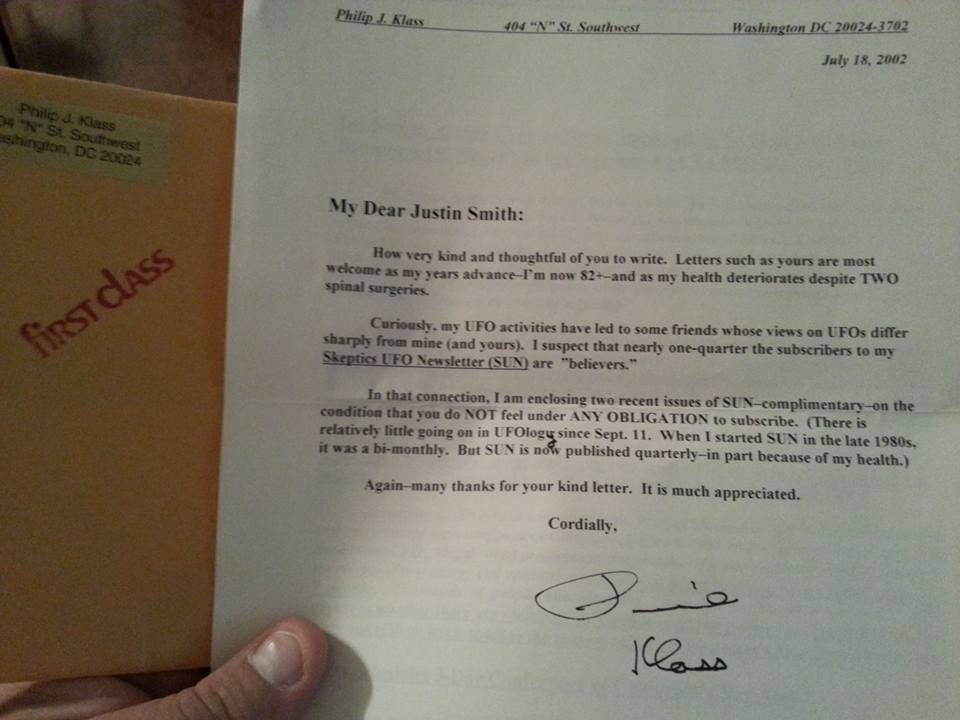 Philip J. Klass 404 "N" St. Southwest Washington DC 20024-3702
July 18, 2002
My Dear Justin Smith:
How very kind and thoughtful of you to write. Letters such as yours are most
welcome as my years advance–I'm now 82+–and as my health deteriorates despite TWO
spinal surgeries.
Curiously, my UFO activities have led to some friends whose views on UFOs differ
sharply from mine (and yours). I suspect that nearly one-quarter the subscribers to my
Skeptics UFO Newsletter (SUN) are "believers."
In that connection, I am enclosing two recent issues of SUN–complimentary–on the
condition that you do NOT feel under ANY OBLIGATION to subscribe. (There is
relatively little going on in UFOlogy since Sept. 11. When I started SUN in the late 1980s,
it was a bi-monthly. But SUN is now published quarterly–in part because of my health.)
Again–many thanks for your kind letter. It is much appreciated.
Cordially,
Klass
Philip J. Klass
04 "N" St. Southwest
ashington, DC 20024
first class